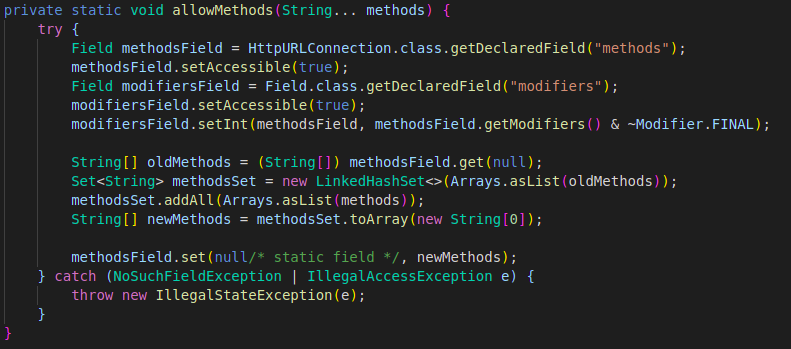 private static void allowMethods(String... methods) {
    try {
        Field methodsField = HttpURLConnection.class.getDeclaredField("methods");
        methodsField.setAccessible(true);
        Field modifiersField = Field.class.getDeclaredField("modifiers");
        modifiersField.setAccessible(true);
        modifiersField.setInt(methodsField, methodsField.getModifiers() & ~Modifier.FINAL);

        String[] oldMethods = (String[]) methodsField.get(null);
        Set<String> methodsSet = new LinkedHashSet<>(Arrays.asList(oldMethods));
        methodsSet.addAll(Arrays.asList(methods));
        String[] newMethods = methodsSet.toArray(new String[0]);

        methodsField.set(null/* static field */, newMethods);
    } catch (NoSuchFieldException | IllegalAccessException e) {
        throw new IllegalStateException(e);
    }
}